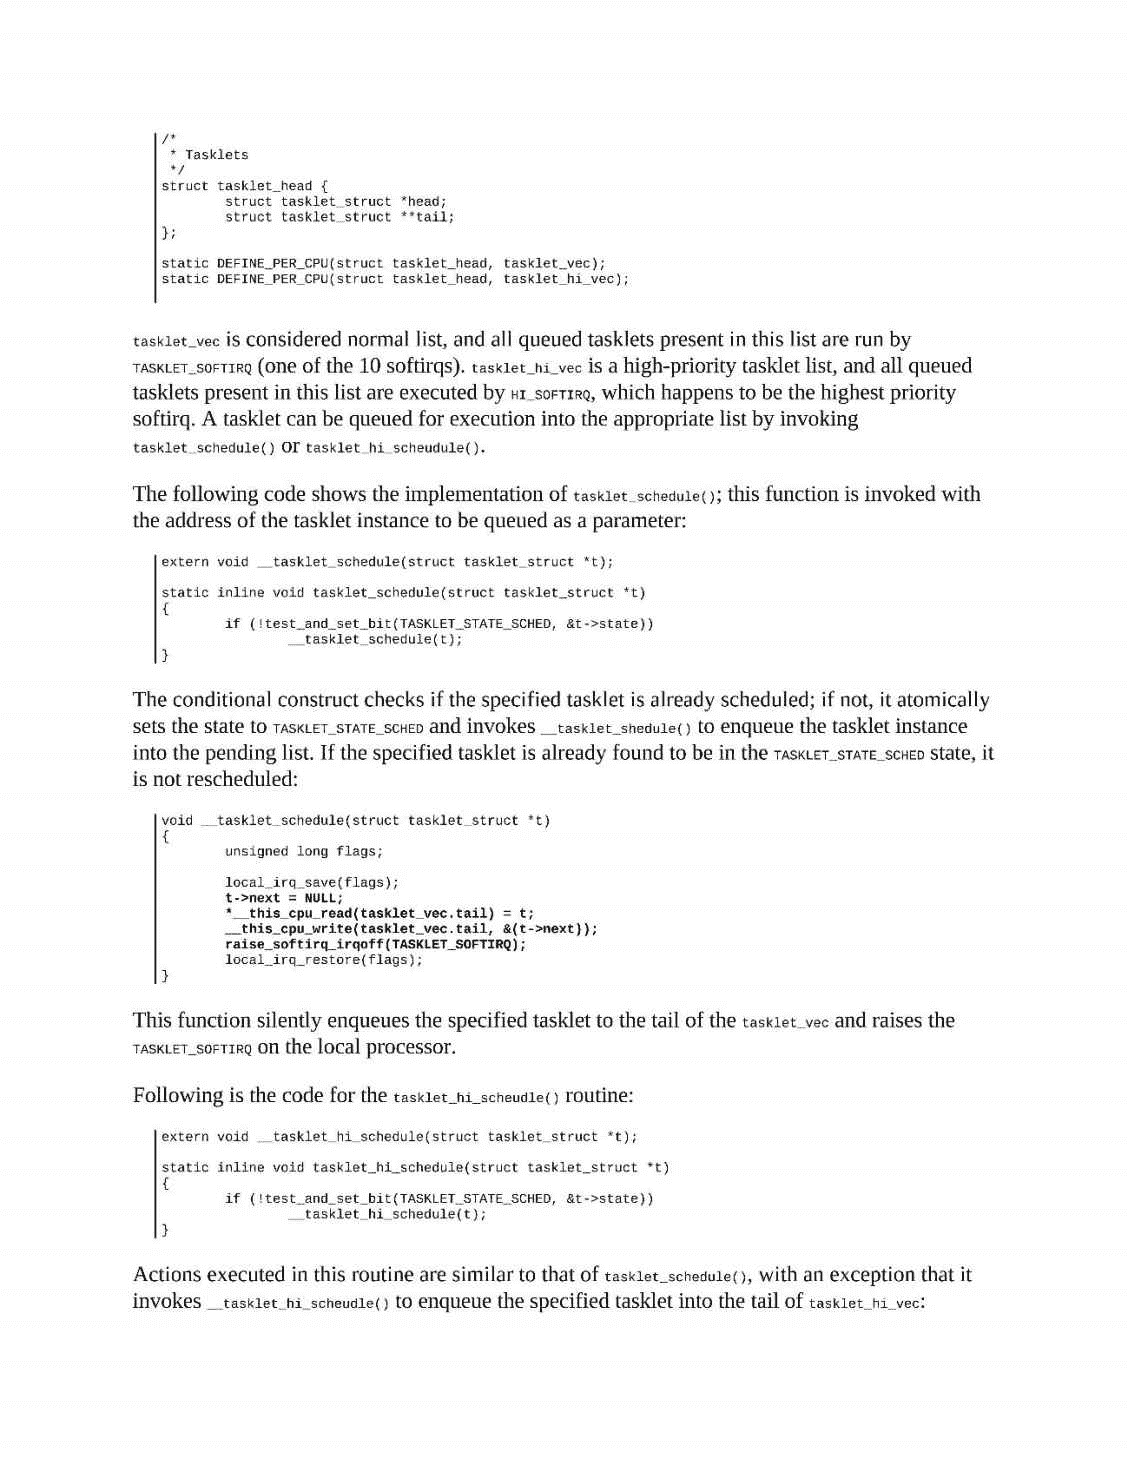 /*
 * Tasklets
 */
struct tasklet_head {
        struct tasklet_struct *head;
        struct tasklet_struct **tail;
};

static DEFINE_PER_CPU(struct tasklet_head, tasklet_vec);
static DEFINE_PER_CPU(struct tasklet_head, tasklet_hi_vec);

tasklet_vec is considered normal list, and all queued tasklets present in this list are run by
TASKLET_SOFTIRQ (one of the 10 softirqs). tasklet_hi_vec is a high-priority tasklet list, and all queued
tasklets present in this list are executed by HI_SOFTIRQ, which happens to be the highest priority
softirq. A tasklet can be queued for execution into the appropriate list by invoking
tasklet_schedule() or tasklet_hi_scheudule().

The following code shows the implementation of tasklet_schedule(); this function is invoked with
the address of the tasklet instance to be queued as a parameter:

extern void __tasklet_schedule(struct tasklet_struct *t);

static inline void tasklet_schedule(struct tasklet_struct *t)
{
        if (!test_and_set_bit(TASKLET_STATE_SCHED, &t->state))
                __tasklet_schedule(t);
}

The conditional construct checks if the specified tasklet is already scheduled; if not, it atomically
sets the state to TASKLET_STATE_SCHED and invokes __tasklet_shedule() to enqueue the tasklet instance
into the pending list. If the specified tasklet is already found to be in the TASKLET_STATE_SCHED state, it
is not rescheduled:

void __tasklet_schedule(struct tasklet_struct *t)
{
        unsigned long flags;

        local_irq_save(flags);
        t->next = NULL;
        *__this_cpu_read(tasklet_vec.tail) = t;
        __this_cpu_write(tasklet_vec.tail, &(t->next));
        raise_softirq_irqoff(TASKLET_SOFTIRQ);
        local_irq_restore(flags);
}

This function silently enqueues the specified tasklet to the tail of the tasklet_vec and raises the
TASKLET_SOFTIRQ on the local processor.

Following is the code for the tasklet_hi_scheudle() routine:

extern void __tasklet_hi_schedule(struct tasklet_struct *t);

static inline void tasklet_hi_schedule(struct tasklet_struct *t)
{
        if (!test_and_set_bit(TASKLET_STATE_SCHED, &t->state))
                __tasklet_hi_schedule(t);
}

Actions executed in this routine are similar to that of tasklet_schedule(), with an exception that it
invokes __tasklet_hi_scheudle() to enqueue the specified tasklet into the tail of tasklet_hi_vec: